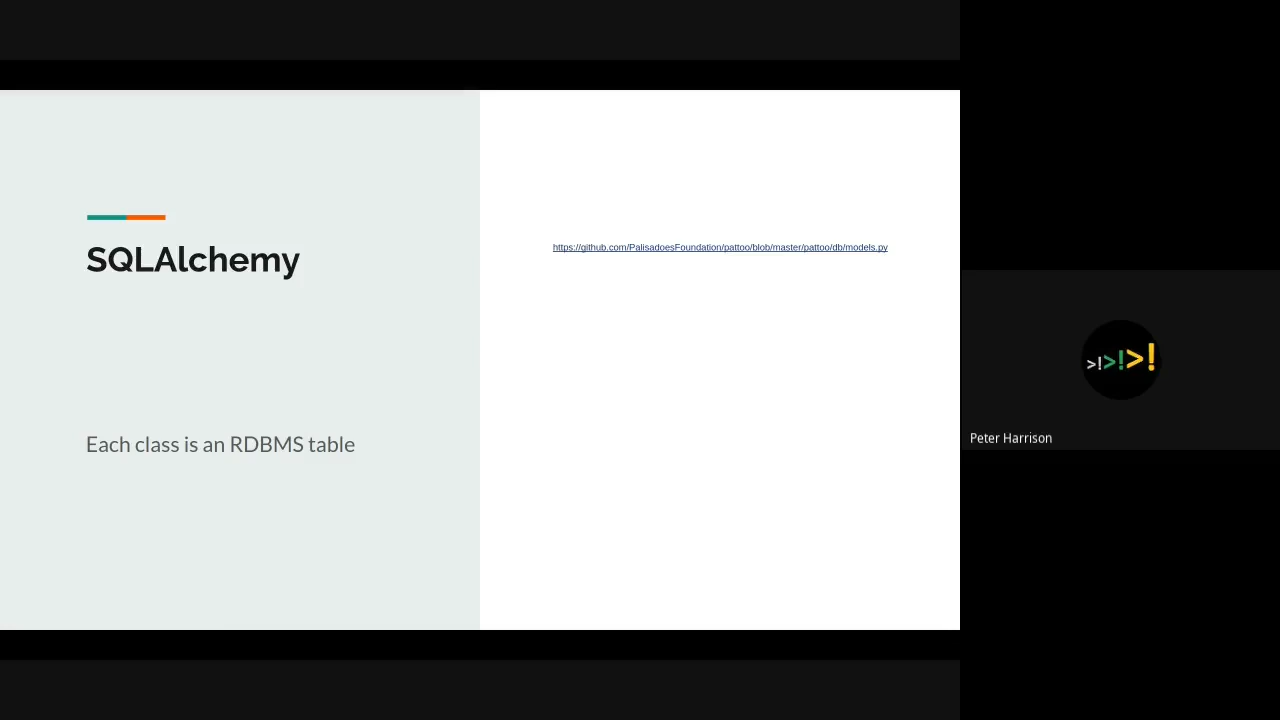 SQLAlchemy
Each class is an RDBMS table
https://github.com/PalisadoesFoundation/pattoo/blob/master/pattoo/db/models.py
>!>!>!
Peter Harrison